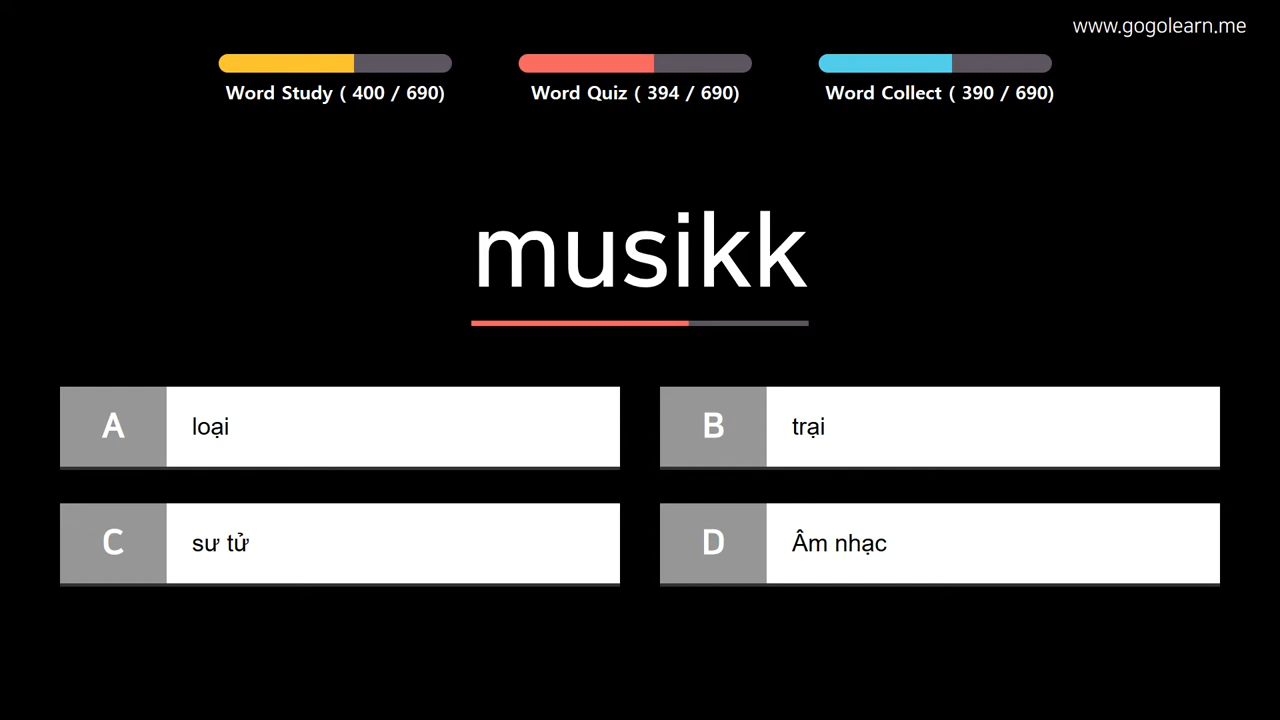 www.gogolearn.me
Word Study ( 400 / 690)
Word Quiz ( 394 / 690)
Word Collect ( 390 / 690)
musikk
A loại
B trại
C sư tử
D Âm nhạc